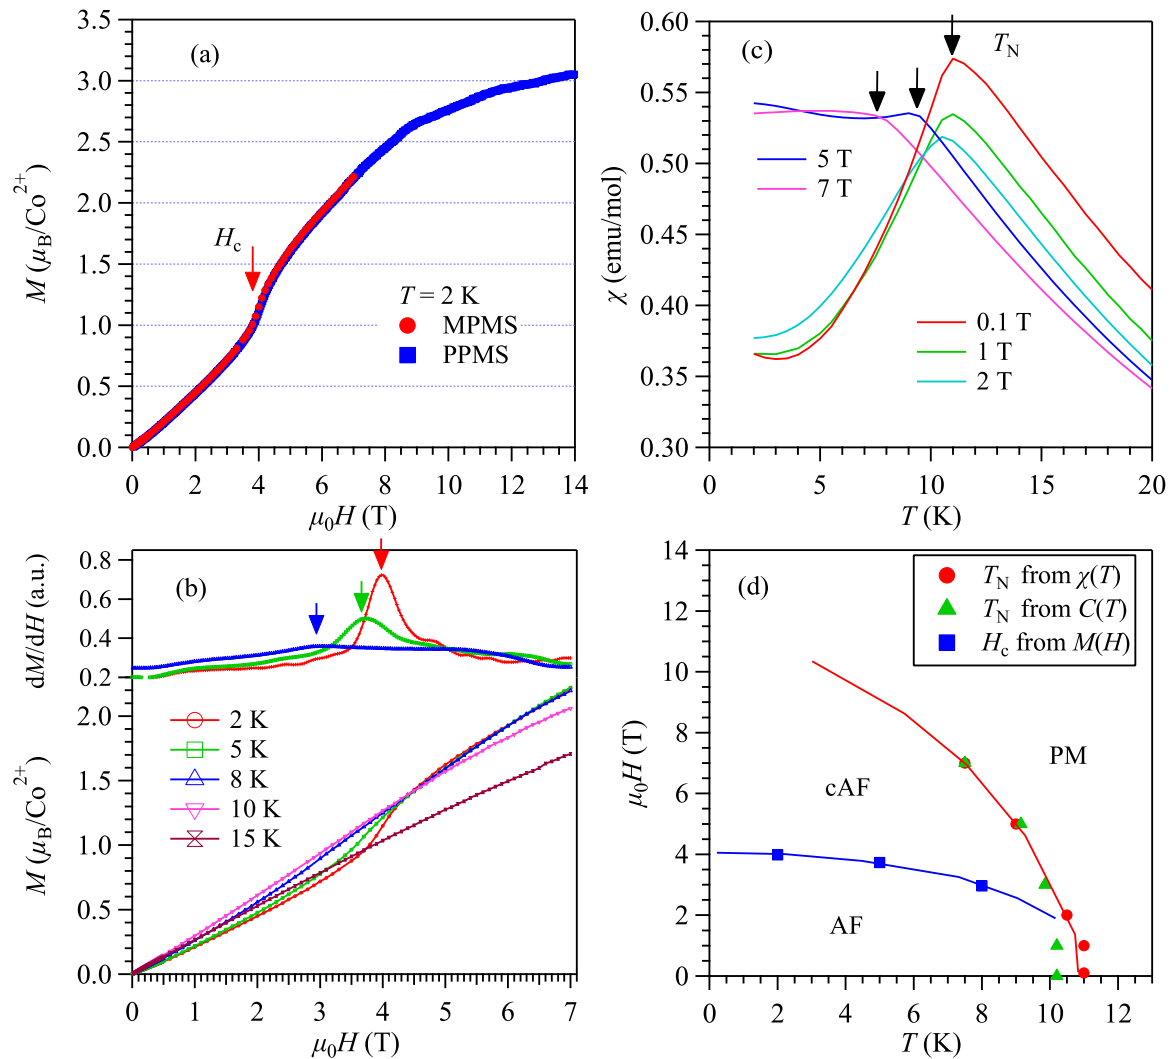 (a)
3.5
3.0
2.5
2.0
1.5
1.0
0.5
0.0
M (μB/Co2+)
Hc
T = 2 K
MPMS
PPMS
0 2 4 6 8 10 12 14
μ0H (T)
(c)
TN
0.60
0.55
0.50
0.45
0.40
0.35
0.30
χ (emu/mol)
5 T
7 T
0.1 T
1 T
2 T
0 5 10 15 20
T (K)
(b)
0.8
0.6
0.4
0.2
dM/dH (a.u.)
2.0
1.5
1.0
0.5
0.0
M (μB/Co2+)
2 K
5 K
8 K
10 K
15 K
0 1 2 3 4 5 6 7
μ0H (T)
(d)
14
12
10
8
6
4
2
0
μ0H (T)
TN from χ(T)
TN from C(T)
Hc from M(H)
PM
cAF
AF
0 2 4 6 8 10 12
T (K)